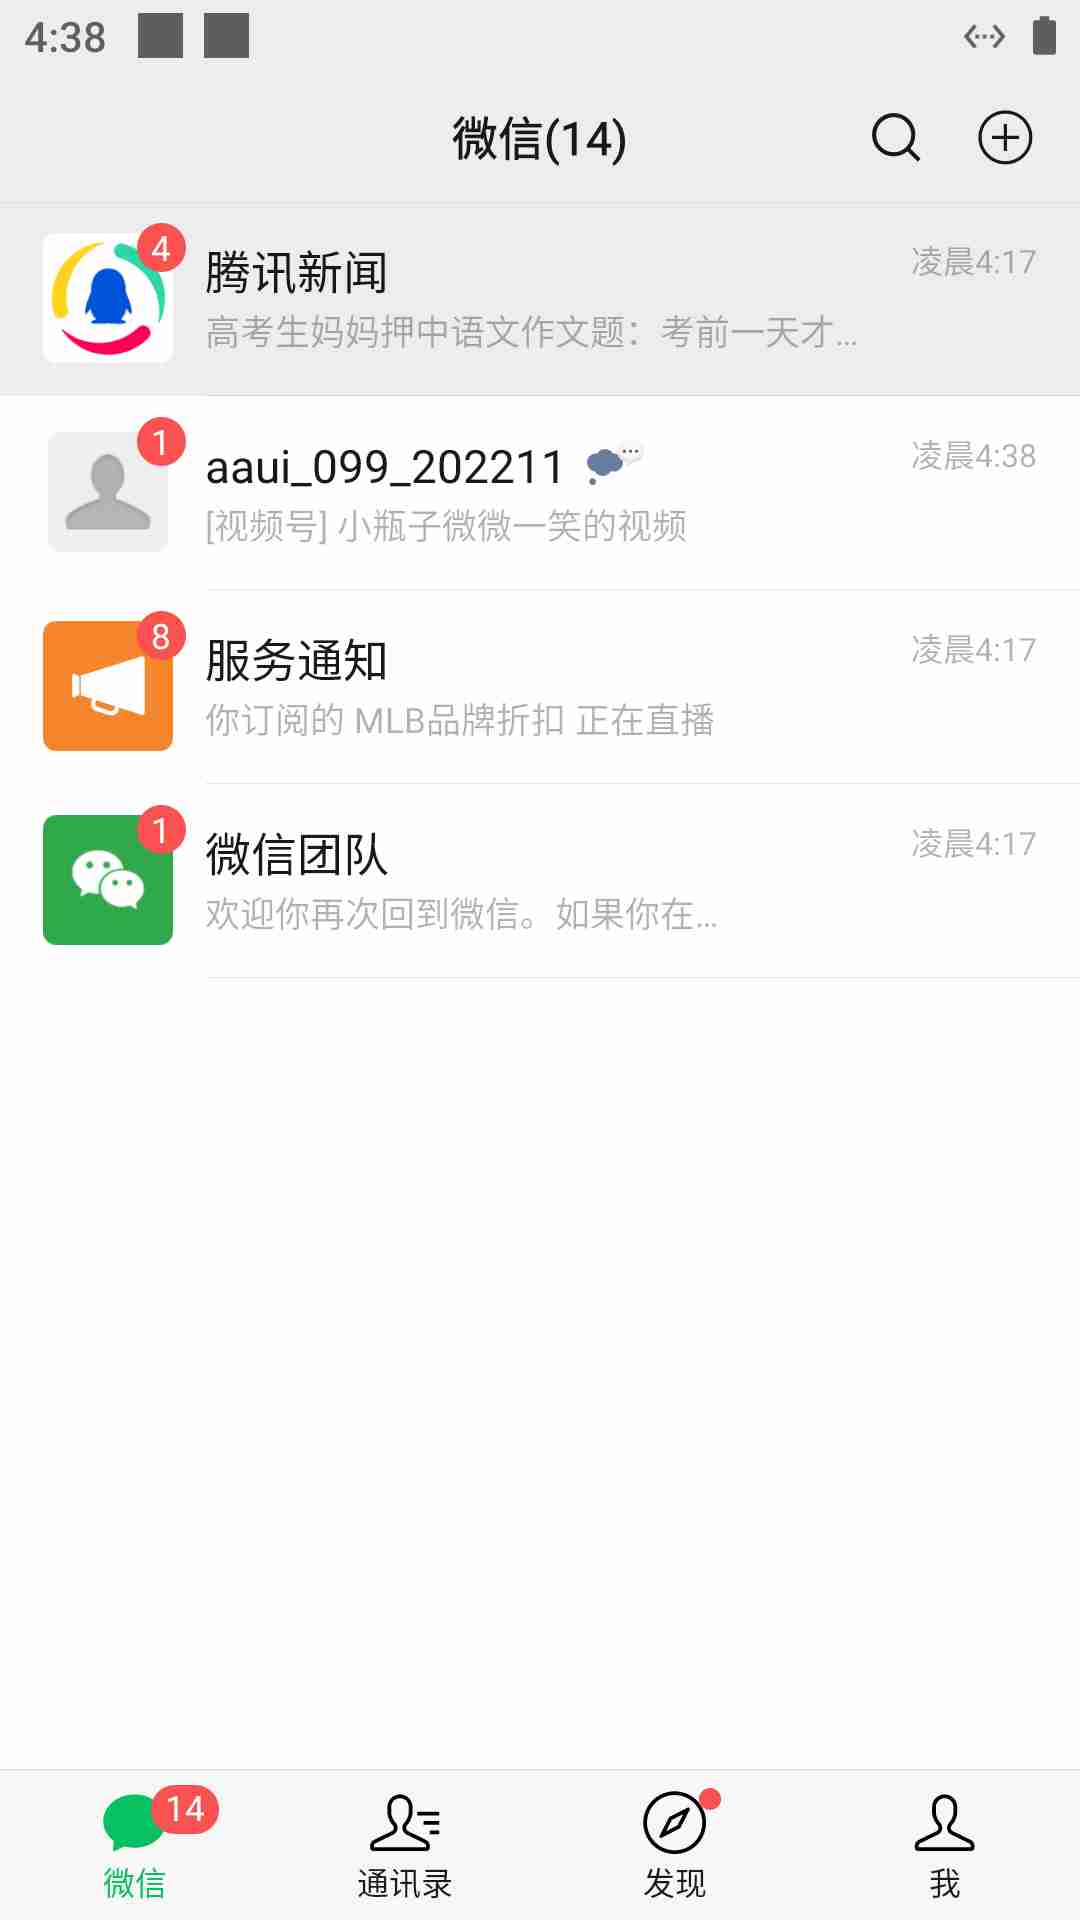 4:38
微信(14)
4
腾讯新闻
凌晨4:17
高考生妈妈押中语文作文题：考前一天才...
1
aaui_099_202211
凌晨4:38
[视频号] 小瓶子微微一笑的视频
8
服务通知
凌晨4:17
你订阅的 MLB品牌折扣 正在直播
1
微信团队
凌晨4:17
欢迎你再次回到微信。如果你在...
14
微信
通讯录
发现
我